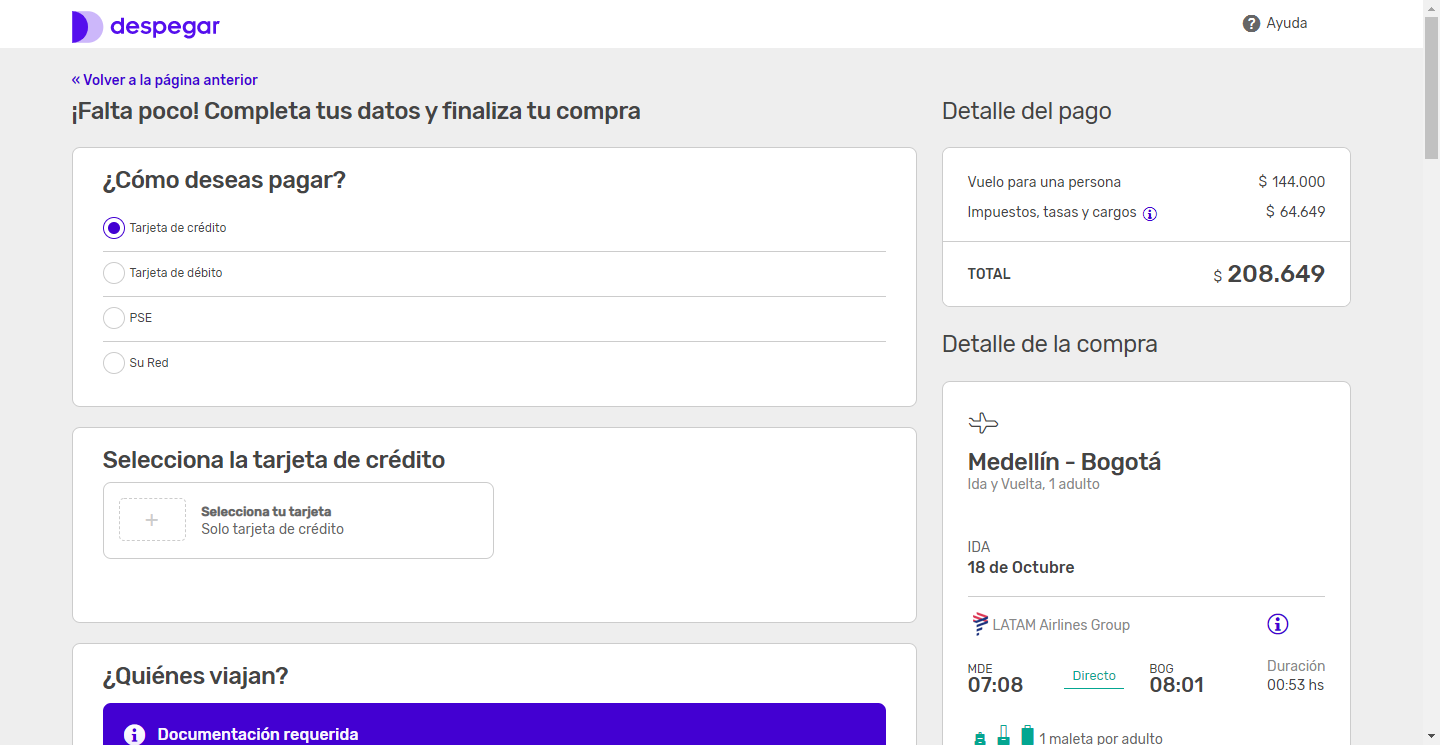 despegar
Ayuda
« Volver a la página anterior
¡Falta poco! Completa tus datos y finaliza tu compra
¿Cómo deseas pagar?
Tarjeta de crédito
Tarjeta de débito
PSE
Su Red
Selecciona la tarjeta de crédito
Selecciona tu tarjeta
Solo tarjeta de crédito
¿Quiénes viajan?
Documentación requerida
Detalle del pago
Vuelo para una persona $ 144.000
Impuestos, tasas y cargos $ 64.649
TOTAL $ 208.649
Detalle de la compra
Medellín - Bogotá
Ida y Vuelta, 1 adulto
IDA
18 de Octubre
LATAM Airlines Group
MDE BOG Duración
07:08 Directo 08:01 00:53 hs
1 maleta por adulto